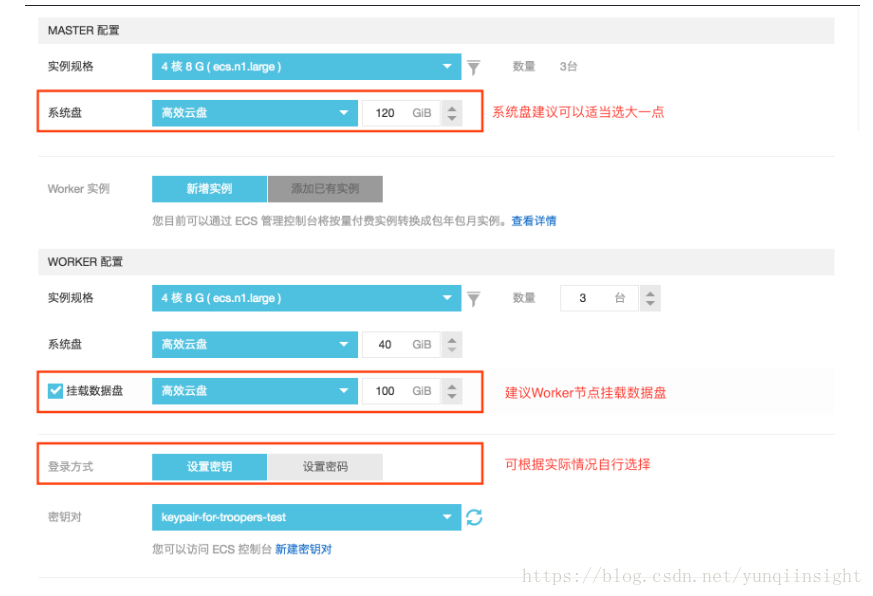 MASTER 配置
实例规格 4 核 8 G ( ecs.n1.large ) 数量 3台
系统盘 高效云盘 120 GiB 系统盘建议可以适当选大一点
Worker 实例 新增实例 添加已有实例
您目前可以通过 ECS 管理控制台将按量付费实例转换成包年包月实例。查看详情
WORKER 配置
实例规格 4 核 8 G ( ecs.n1.large ) 数量 3 台
系统盘 高效云盘 40 GiB
挂载数据盘 高效云盘 100 GiB 建议Worker节点挂载数据盘
登录方式 设置密钥 设置密码 可根据实际情况自行选择
密钥对 keypair-for-troopers-test
您可以访问 ECS 控制台 新建密钥对
https://blog.csdn.net/yunqiinsight